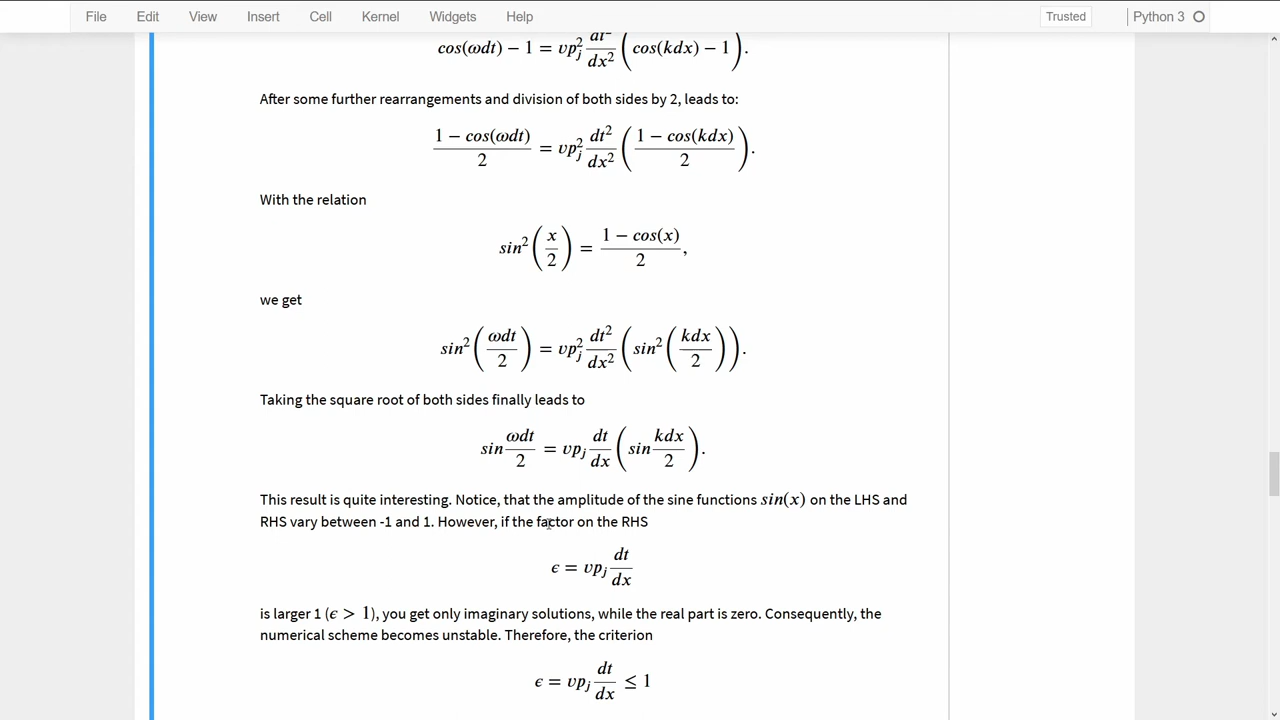 File Edit View Insert Cell Kernel Widgets Help Trusted Python 3
cos(ωdt) − 1 = vp_j^2 dt^2/dx^2 (cos(kdx) − 1).
After some further rearrangements and division of both sides by 2, leads to:
(1 − cos(ωdt))/2 = vp_j^2 dt^2/dx^2 ((1 − cos(kdx))/2).
With the relation
sin^2(x/2) = (1 − cos(x))/2,
we get
sin^2(ωdt/2) = vp_j^2 dt^2/dx^2 (sin^2(kdx/2)).
Taking the square root of both sides finally leads to
sin ωdt/2 = vp_j dt/dx (sin kdx/2).
This result is quite interesting. Notice, that the amplitude of the sine functions sin(x) on the LHS and
RHS vary between -1 and 1. However, if the factor on the RHS
ϵ = vp_j dt/dx
is larger 1 (ϵ > 1), you get only imaginary solutions, while the real part is zero. Consequently, the
numerical scheme becomes unstable. Therefore, the criterion
ϵ = vp_j dt/dx ≤ 1